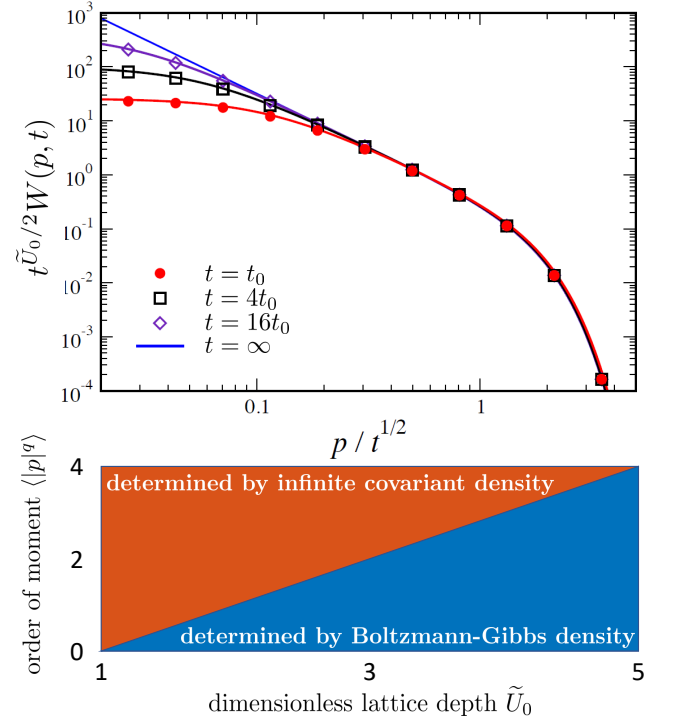 10^3
10^2
10^1
10^0
10^-1
10^-2
10^-3
10^-4
t^{Ũ_0/2} W(p, t)
t = t_0
t = 4t_0
t = 16t_0
t = ∞
0.1 1
p / t^{1/2}
4
2
0
order of moment ⟨|p|^q⟩
determined by infinite covariant density
determined by Boltzmann-Gibbs density
1 3 5
dimensionless lattice depth Ũ_0